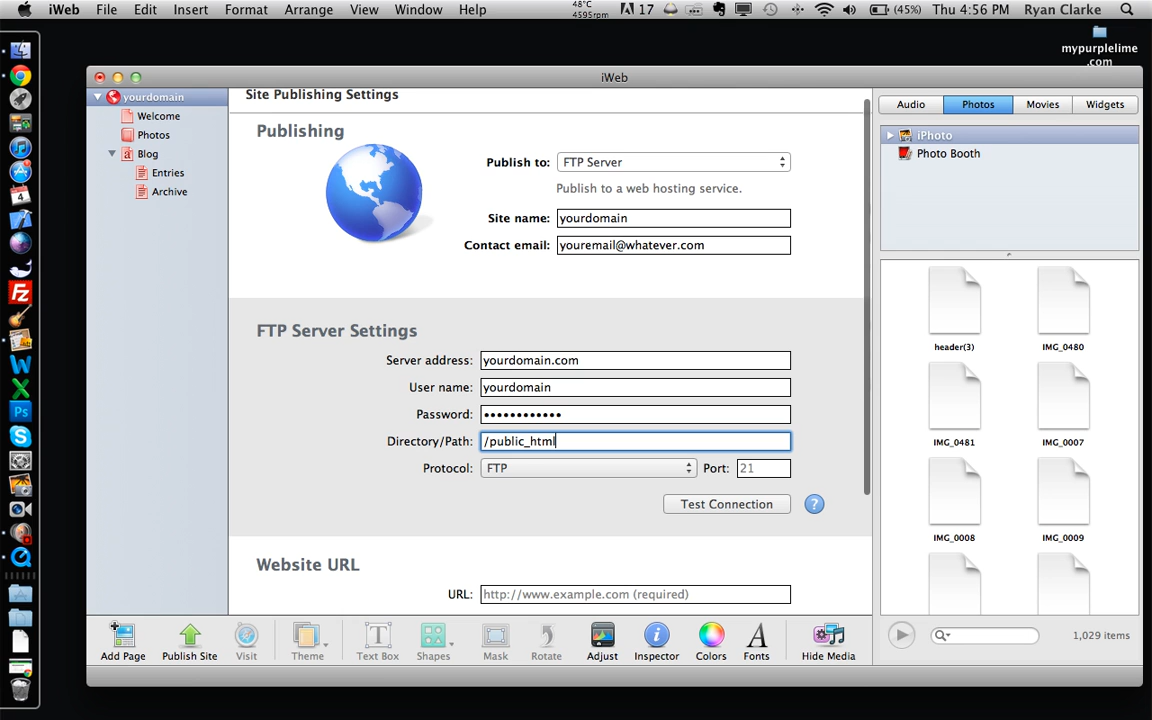 iWeb File Edit Insert Format Arrange View Window Help 48°C 4595rpm 17 (45%) Thu 4:56 PM Ryan Clarke
mypurplelime
.com
iWeb
yourdomain
Welcome
Photos
Blog
Entries
Archive
Site Publishing Settings
Publishing
Publish to: FTP Server
Publish to a web hosting service.
Site name: yourdomain
Contact email: youremail@whatever.com
FTP Server Settings
Server address: yourdomain.com
User name: yourdomain
Password: ••••••••••••
Directory/Path: /public_html
Protocol: FTP Port: 21
Test Connection ?
Website URL
URL: http://www.example.com (required)
Audio Photos Movies Widgets
iPhoto
Photo Booth
header(3) IMG_0480
IMG_0481 IMG_0007
IMG_0008 IMG_0009
1,029 items
Add Page Publish Site Visit Theme Text Box Shapes Mask Rotate Adjust Inspector Colors Fonts Hide Media